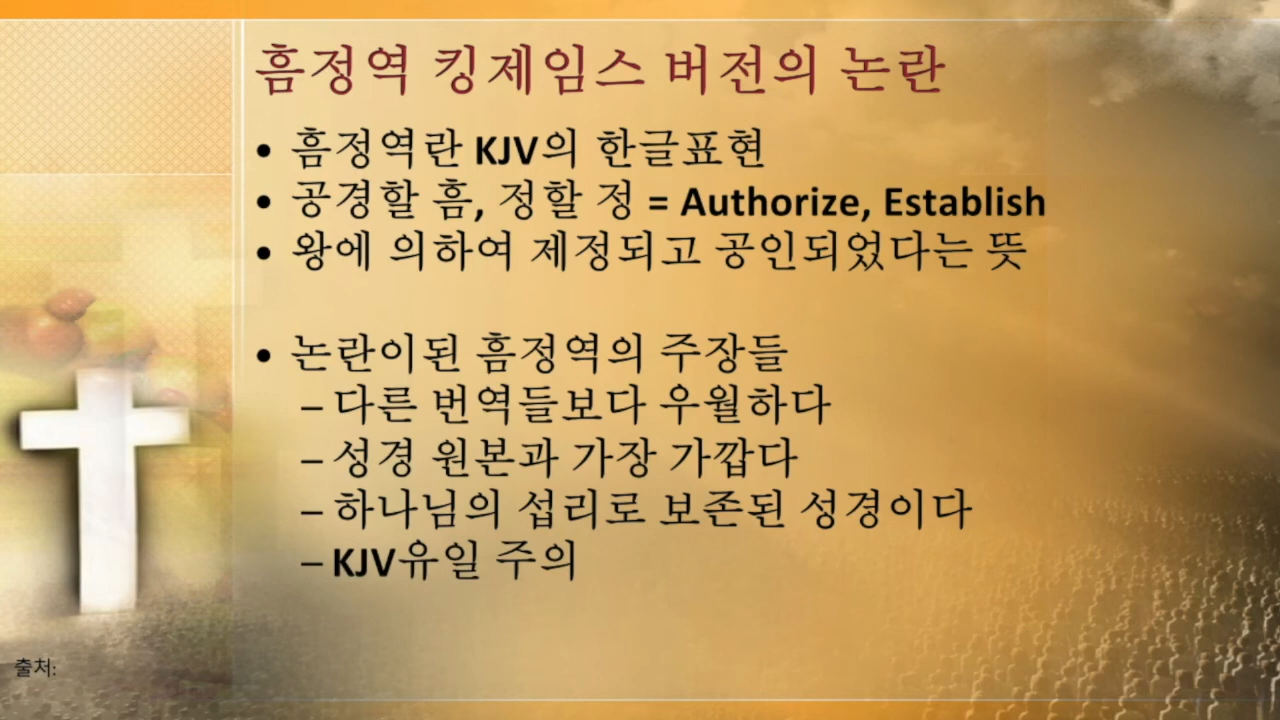 흠정역 킹제임스 버전의 논란
• 흠정역란 KJV의 한글표현
• 공경할 흠, 정할 정 = Authorize, Establish
• 왕에 의하여 제정되고 공인되었다는 뜻
• 논란이된 흠정역의 주장들
– 다른 번역들보다 우월하다
– 성경 원본과 가장 가깝다
– 하나님의 섭리로 보존된 성경이다
– KJV유일 주의
출처: